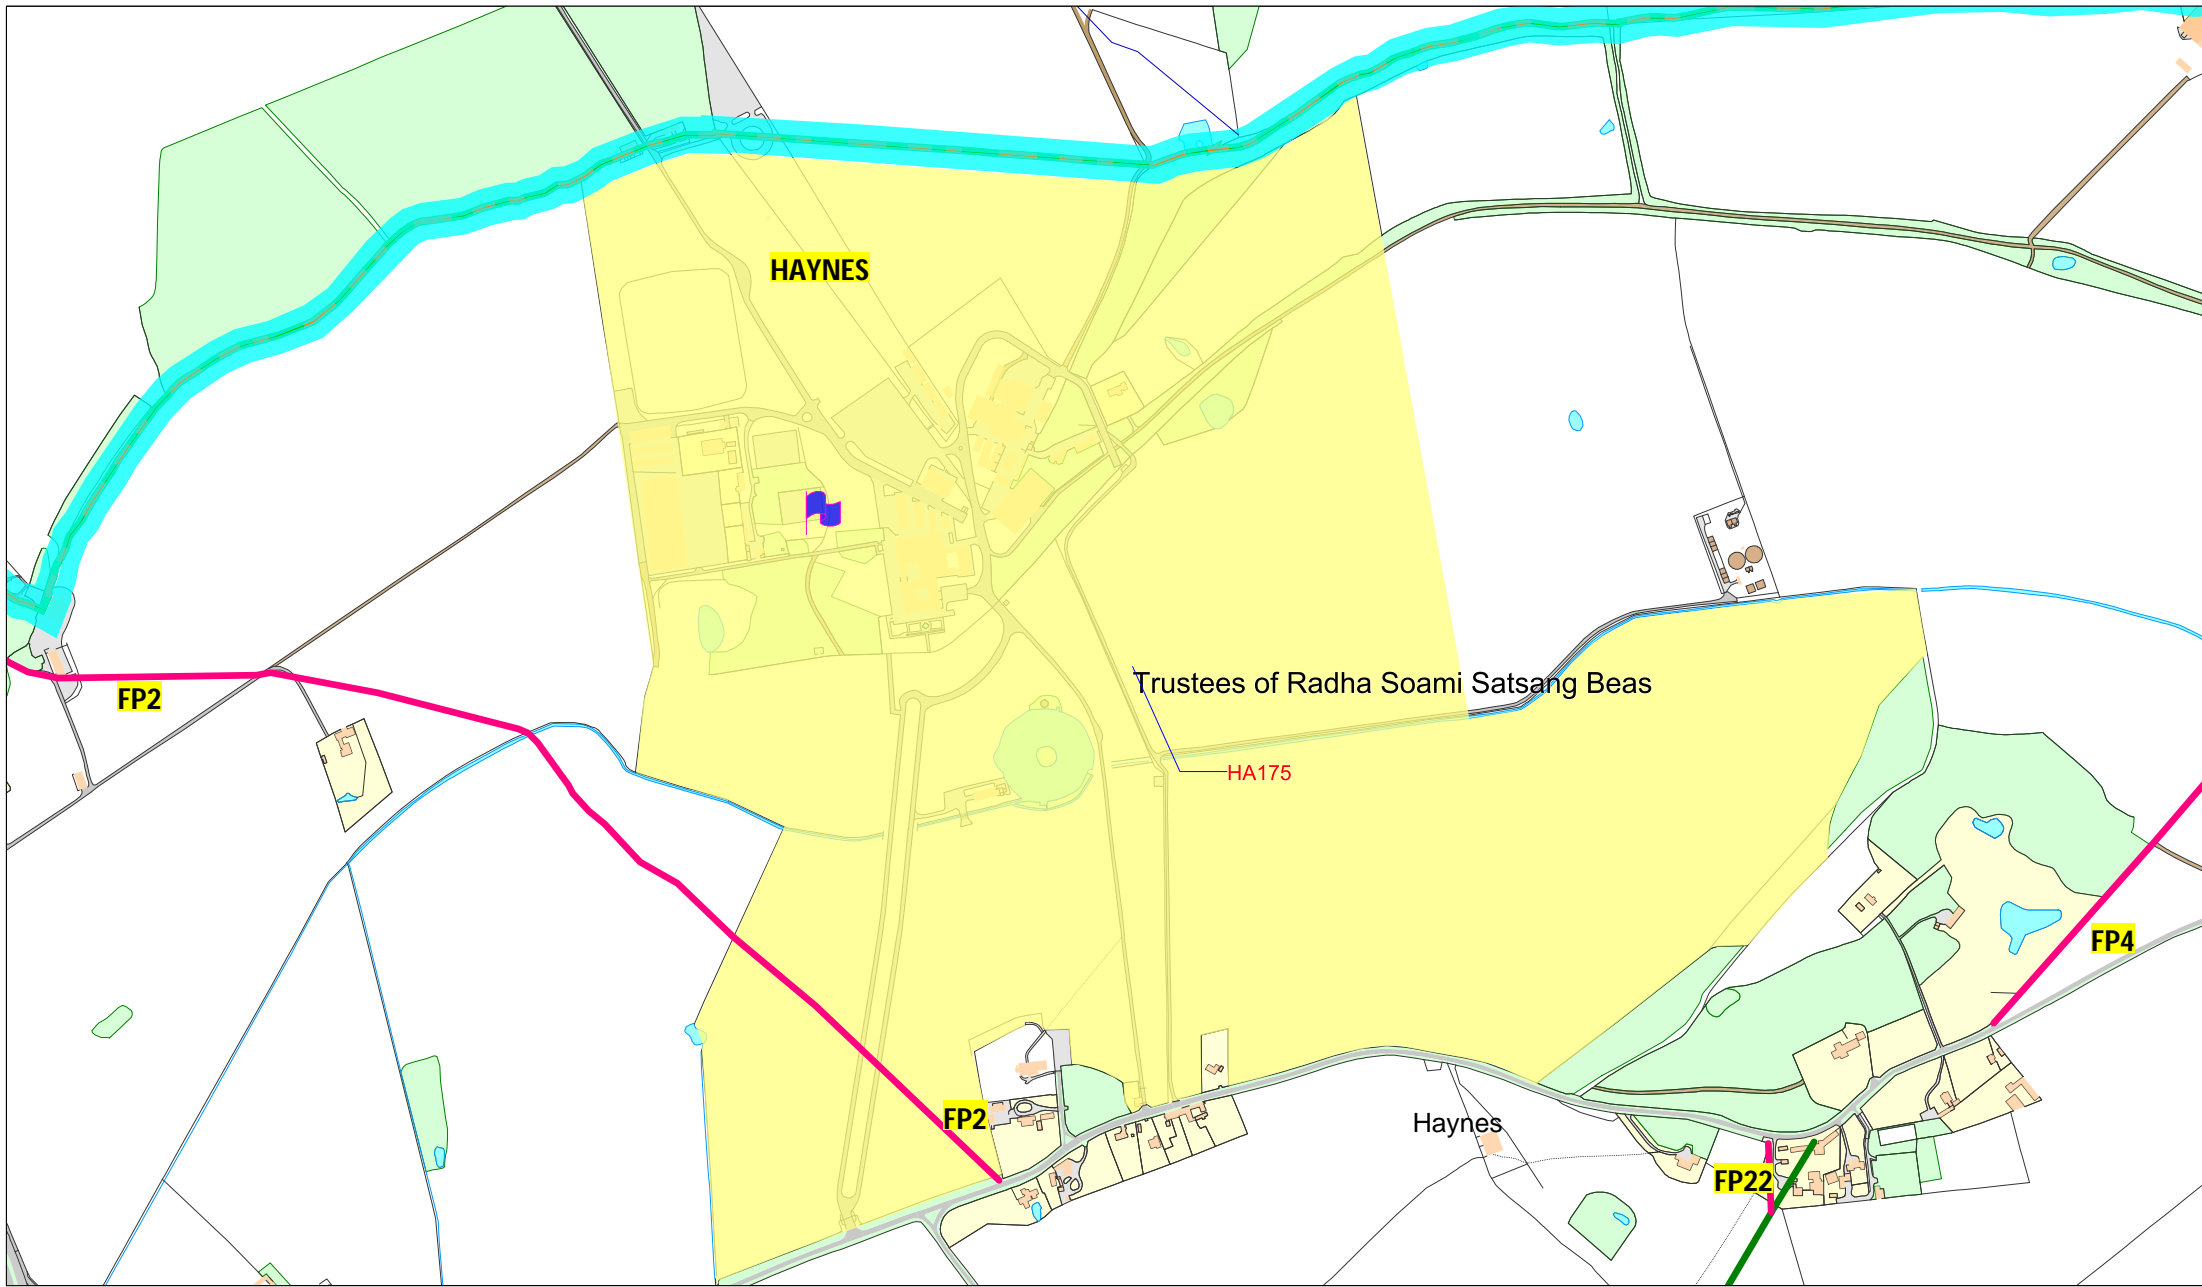 HAYNES
Trustees of Radha Soami Satsang Beas
FP2
HA175
FP4
FP2
Haynes
FP22